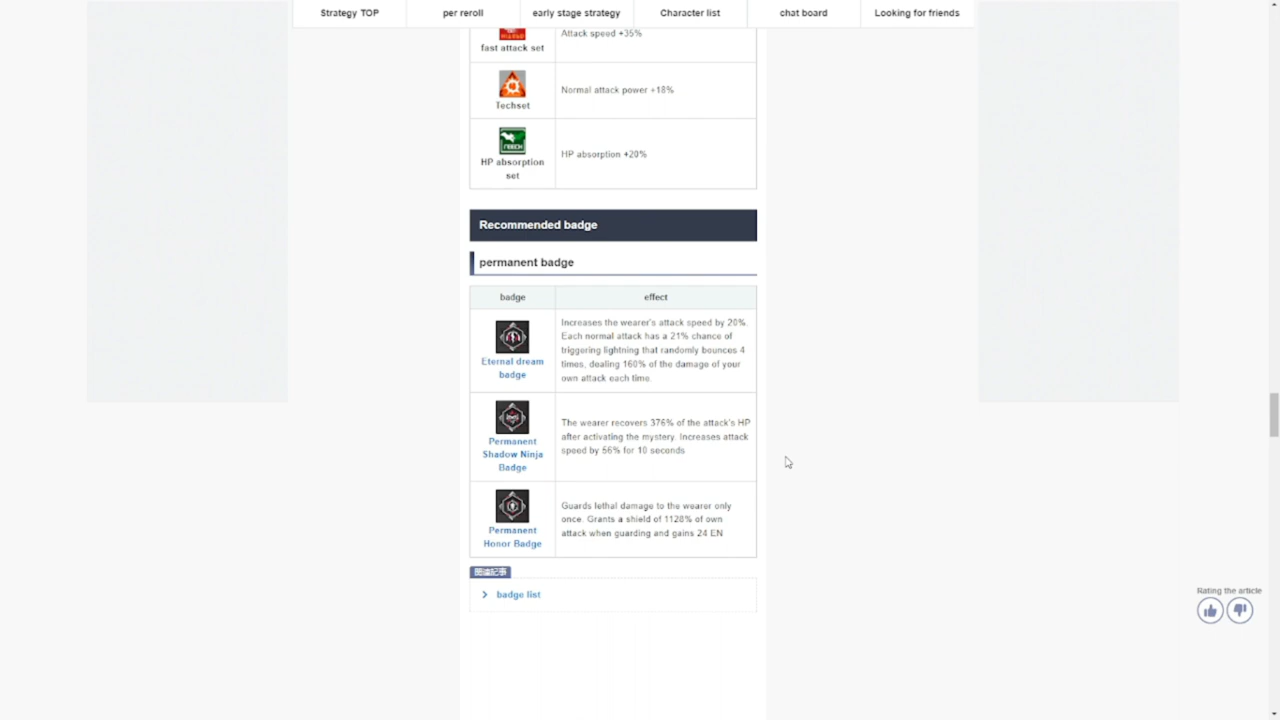 Strategy TOP
per reroll
early stage strategy
Character list
chat board
Looking for friends
fast attack set
Attack speed +35%
Techset
Normal attack power +18%
HP absorption
set
HP absorption +20%
Recommended badge
permanent badge
badge
effect
Eternal dream
badge
Increases the wearer's attack speed by 20%.
Each normal attack has a 21% chance of
triggering lightning that randomly bounces 4
times, dealing 160% of the damage of your
own attack each time.
Permanent
Shadow Ninja
Badge
The wearer recovers 376% of the attack's HP
after activating the mystery. Increases attack
speed by 56% for 10 seconds
Permanent
Honor Badge
Guards lethal damage to the wearer only
once. Grants a shield of 1128% of own
attack when guarding and gains 24 EN
関連記事
badge list
Rating the article